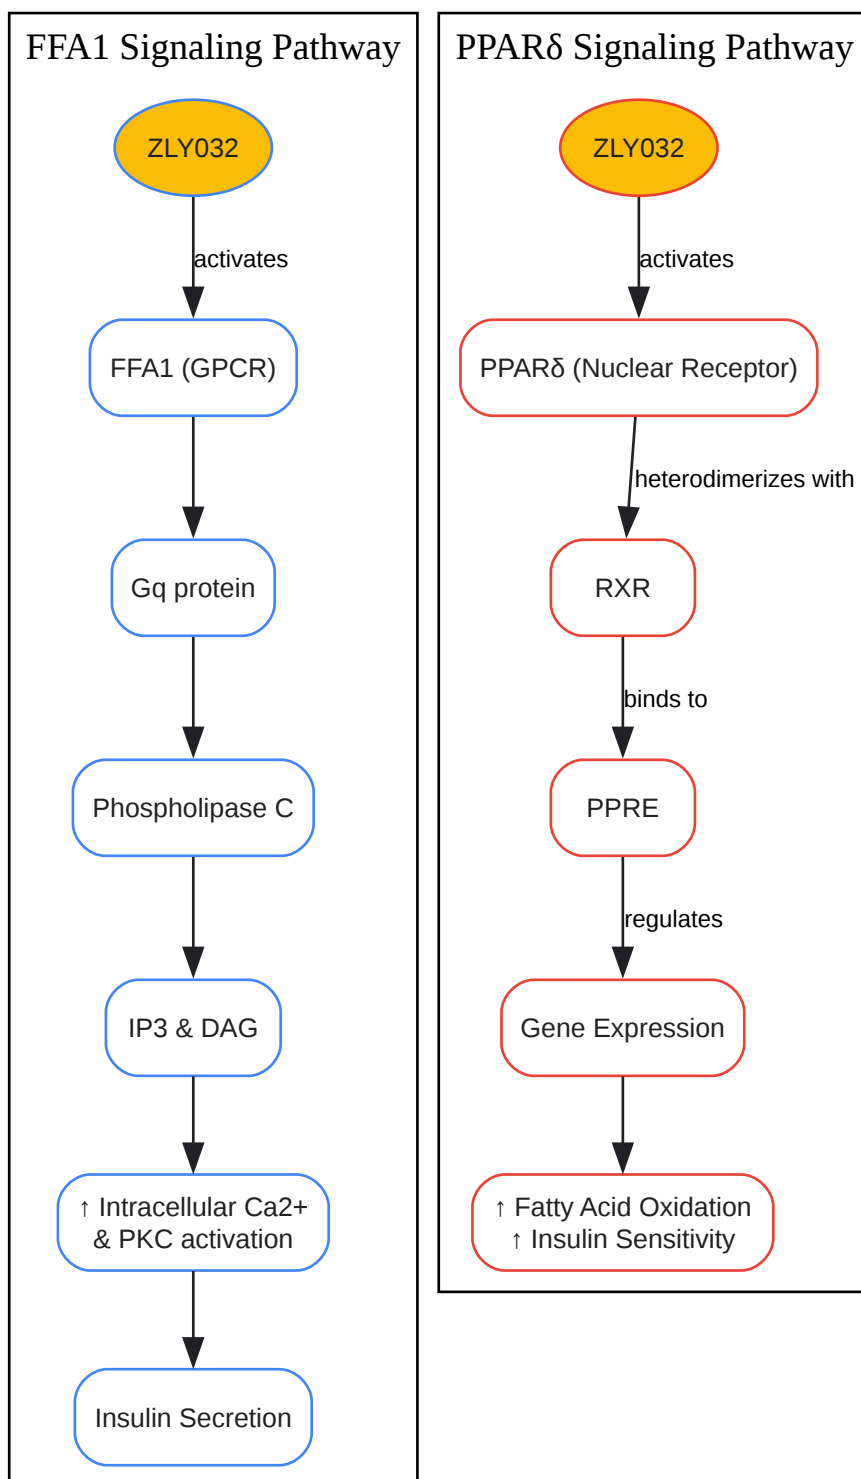 FFA1 Signaling Pathway
ZLY032
activates
FFA1 (GPCR)
Gq protein
Phospholipase C
IP3 & DAG
↑ Intracellular Ca2+
& PKC activation
Insulin Secretion
PPARδ Signaling Pathway
ZLY032
activates
PPARδ (Nuclear Receptor)
heterodimerizes with
RXR
binds to
PPRE
regulates
Gene Expression
↑ Fatty Acid Oxidation
↑ Insulin Sensitivity